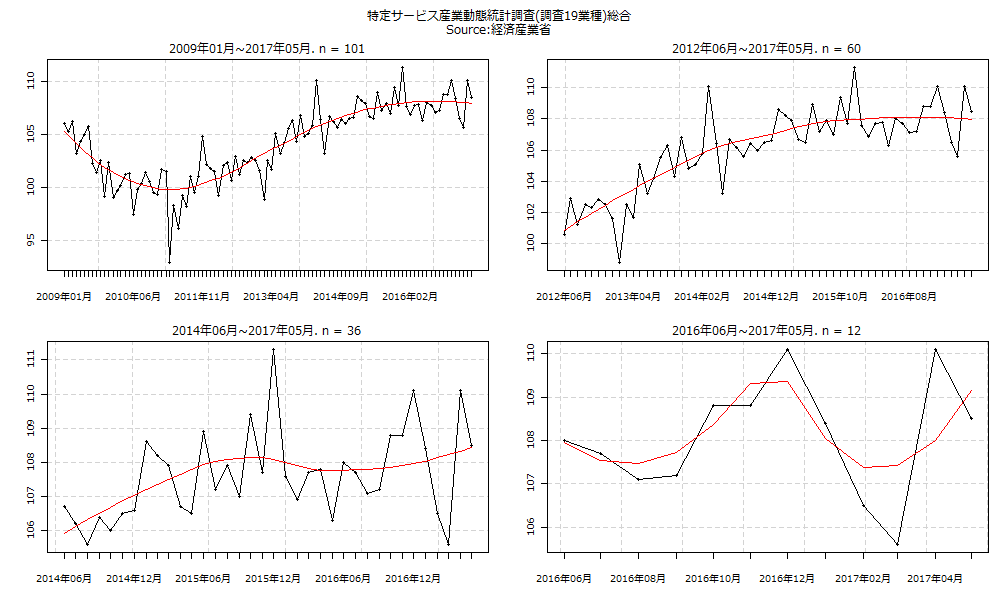 特定サービス産業動態統計調査(調査19業種)総合
Source:経済産業省
2009年01月~2017年05月. n = 101
110
105
100
95
2009年01月 2010年06月 2011年11月 2013年04月 2014年09月 2016年02月
2012年06月~2017年05月. n = 60
110
108
106
104
102
100
2012年06月 2013年04月 2014年02月 2014年12月 2015年10月 2016年08月
2014年06月~2017年05月. n = 36
111
110
109
108
107
106
2014年06月 2014年12月 2015年06月 2015年12月 2016年06月 2016年12月
2016年06月~2017年05月. n = 12
110
109
108
107
106
2016年06月 2016年08月 2016年10月 2016年12月 2017年02月 2017年04月